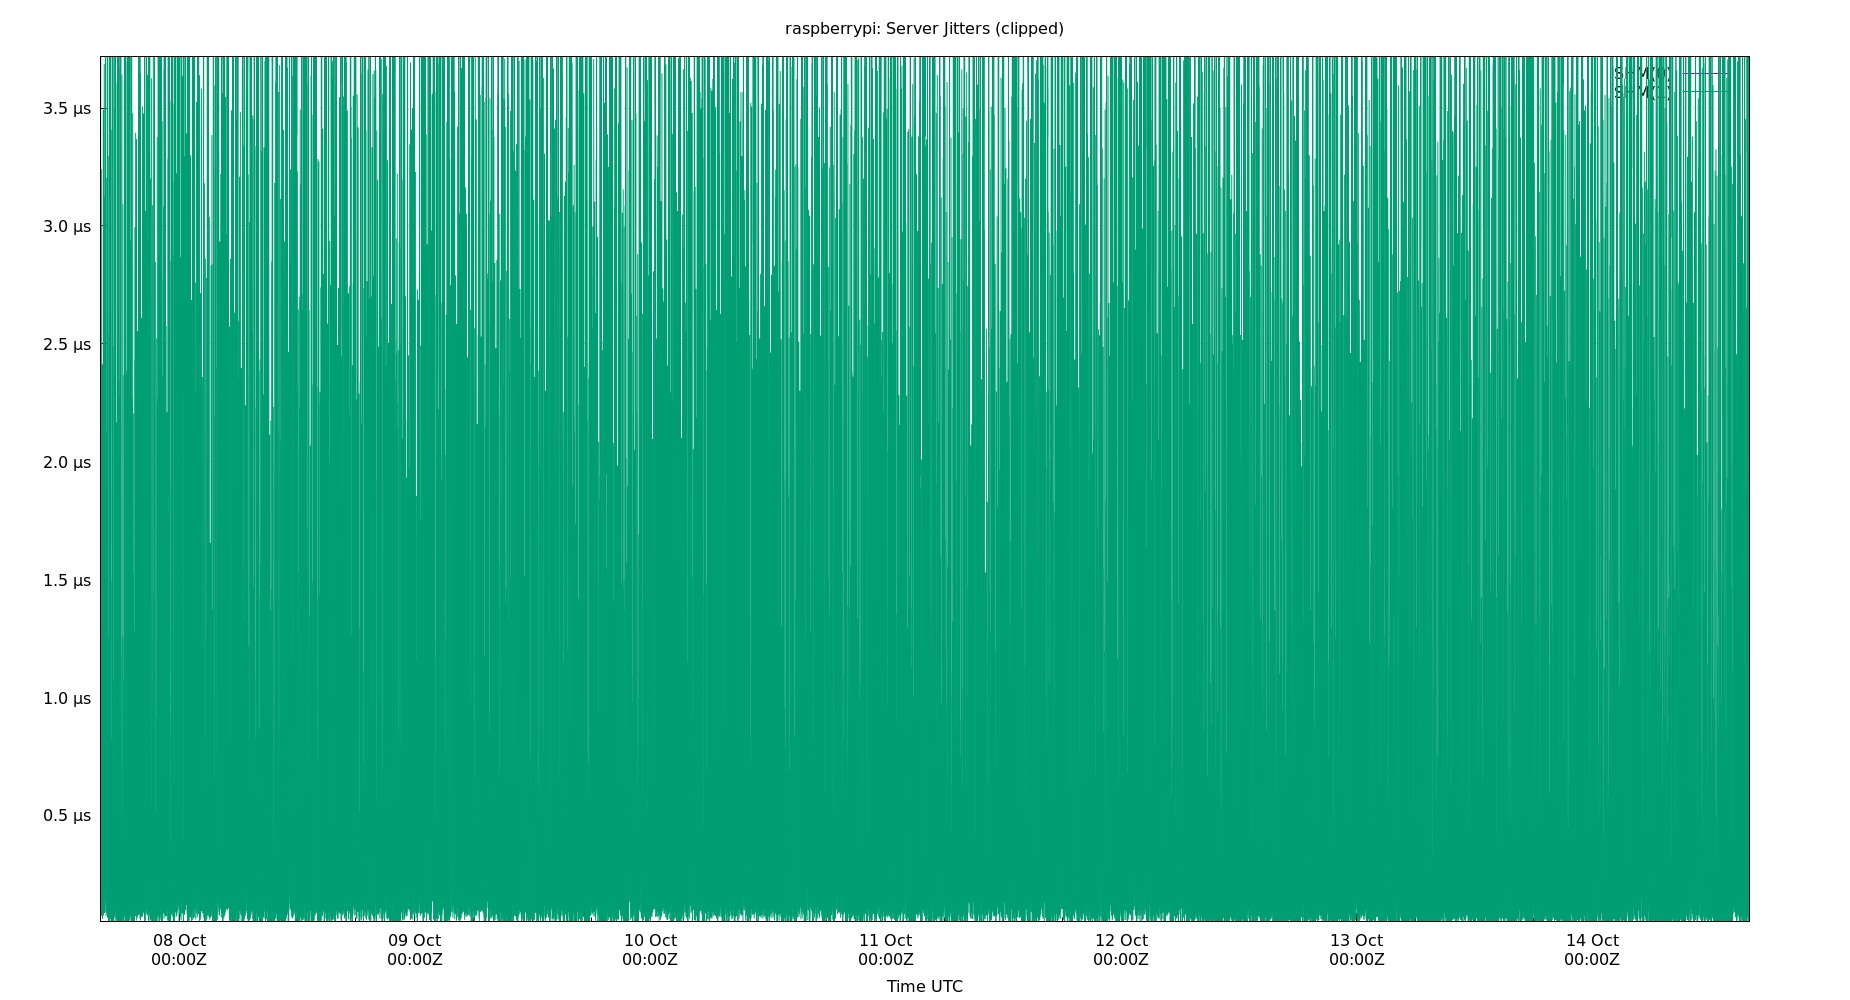 raspberrypi: Server Jitters (clipped)
3.5 µs
3.0 µs
2.5 µs
2.0 µs
1.5 µs
1.0 µs
0.5 µs
08 Oct 09 Oct 10 Oct 11 Oct 12 Oct 13 Oct 14 Oct
00:00Z 00:00Z 00:00Z 00:00Z 00:00Z 00:00Z 00:00Z
Time UTC